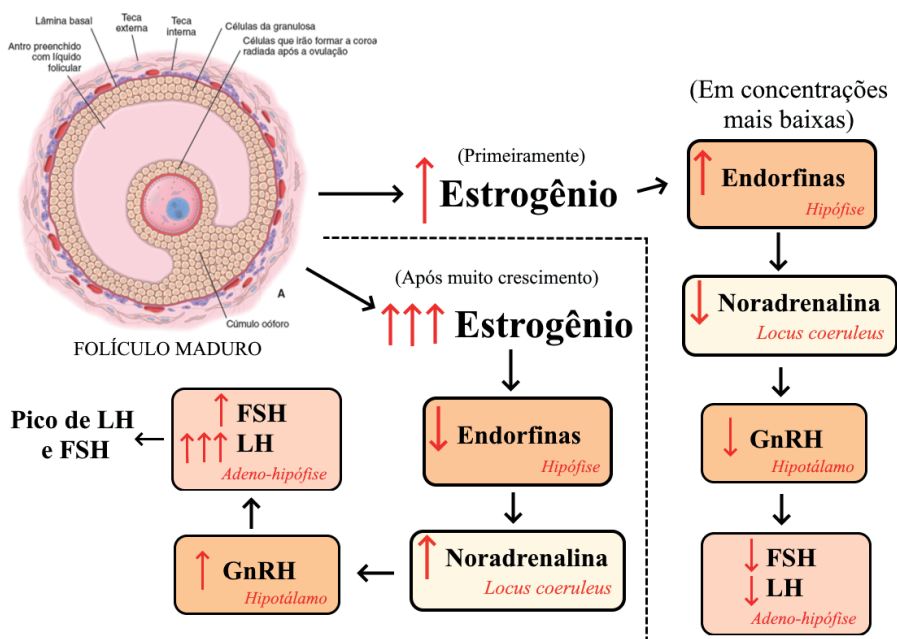 Lâmina basal
Teca
externa
Teca
interna
Células da granulosa
Células que irão formar a coroa
radiada após a ovulação
Antro preenchido
com líquido
folicular
A
Cúmulo oóforo
FOLÍCULO MADURO
(Primeiramente)
Estrogênio
(Em concentrações
mais baixas)
Endorfinas
Hipófise
Noradrenalina
Locus coeruleus
GnRH
Hipotálamo
FSH
LH
Adeno-hipófise
(Após muito crescimento)
Estrogênio
Endorfinas
Hipófise
Noradrenalina
Locus coeruleus
GnRH
Hipotálamo
FSH
LH
Adeno-hipófise
Pico de LH
e FSH